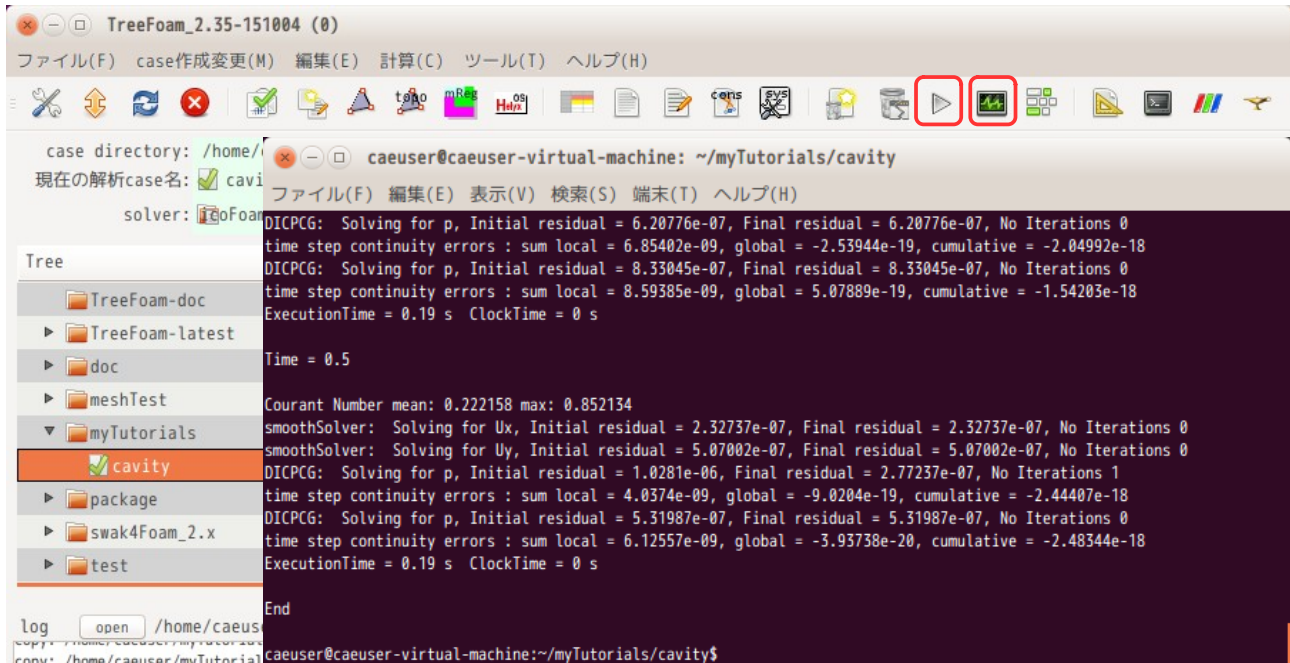 TreeFoam_2.35-151004 (0)
ファイル(F) case作成変更(M) 編集(E) 計算(C) ツール(T) ヘルプ(H)
topo mReg Helyx OS cons sys
case directory: /home/
現在の解析case名: cavi
solver: icoFoam
Tree
TreeFoam-doc
TreeFoam-latest
doc
meshTest
myTutorials
cavity
package
swak4Foam_2.x
test
log open /home/caeus
copy: /home/caeuser/myTutorial
caeuser@caeuser-virtual-machine: ~/myTutorials/cavity
ファイル(F) 編集(E) 表示(V) 検索(S) 端末(T) ヘルプ(H)
DICPCG:  Solving for p, Initial residual = 6.20776e-07, Final residual = 6.20776e-07, No Iterations 0
time step continuity errors : sum local = 6.85402e-09, global = -2.53944e-19, cumulative = -2.04992e-18
DICPCG:  Solving for p, Initial residual = 8.33045e-07, Final residual = 8.33045e-07, No Iterations 0
time step continuity errors : sum local = 8.59385e-09, global = 5.07889e-19, cumulative = -1.54203e-18
ExecutionTime = 0.19 s  ClockTime = 0 s
Time = 0.5
Courant Number mean: 0.222158 max: 0.852134
smoothSolver:  Solving for Ux, Initial residual = 2.32737e-07, Final residual = 2.32737e-07, No Iterations 0
smoothSolver:  Solving for Uy, Initial residual = 5.07002e-07, Final residual = 5.07002e-07, No Iterations 0
DICPCG:  Solving for p, Initial residual = 1.0281e-06, Final residual = 2.77237e-07, No Iterations 1
time step continuity errors : sum local = 4.0374e-09, global = -9.0204e-19, cumulative = -2.44407e-18
DICPCG:  Solving for p, Initial residual = 5.31987e-07, Final residual = 5.31987e-07, No Iterations 0
time step continuity errors : sum local = 6.12557e-09, global = -3.93738e-20, cumulative = -2.48344e-18
ExecutionTime = 0.19 s  ClockTime = 0 s
End
caeuser@caeuser-virtual-machine:~/myTutorials/cavity$